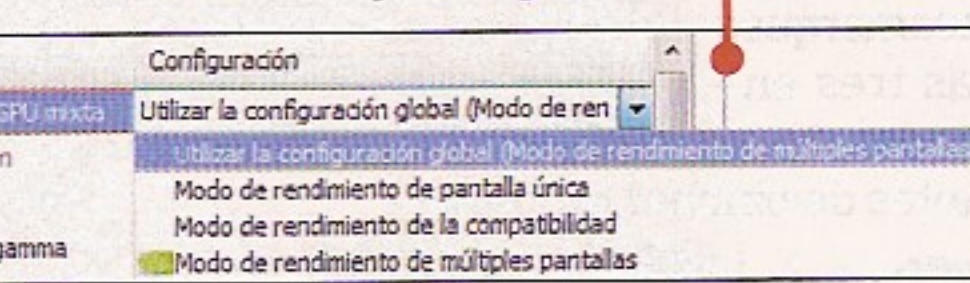 Configuración
GPU mixta Utilizar la configuración global (Modo de ren
Utilizar la configuración global (Modo de rendimiento de múltiples pantallas
Modo de rendimiento de pantalla única
Modo de rendimiento de la compatibilidad
gamma Modo de rendimiento de múltiples pantallas